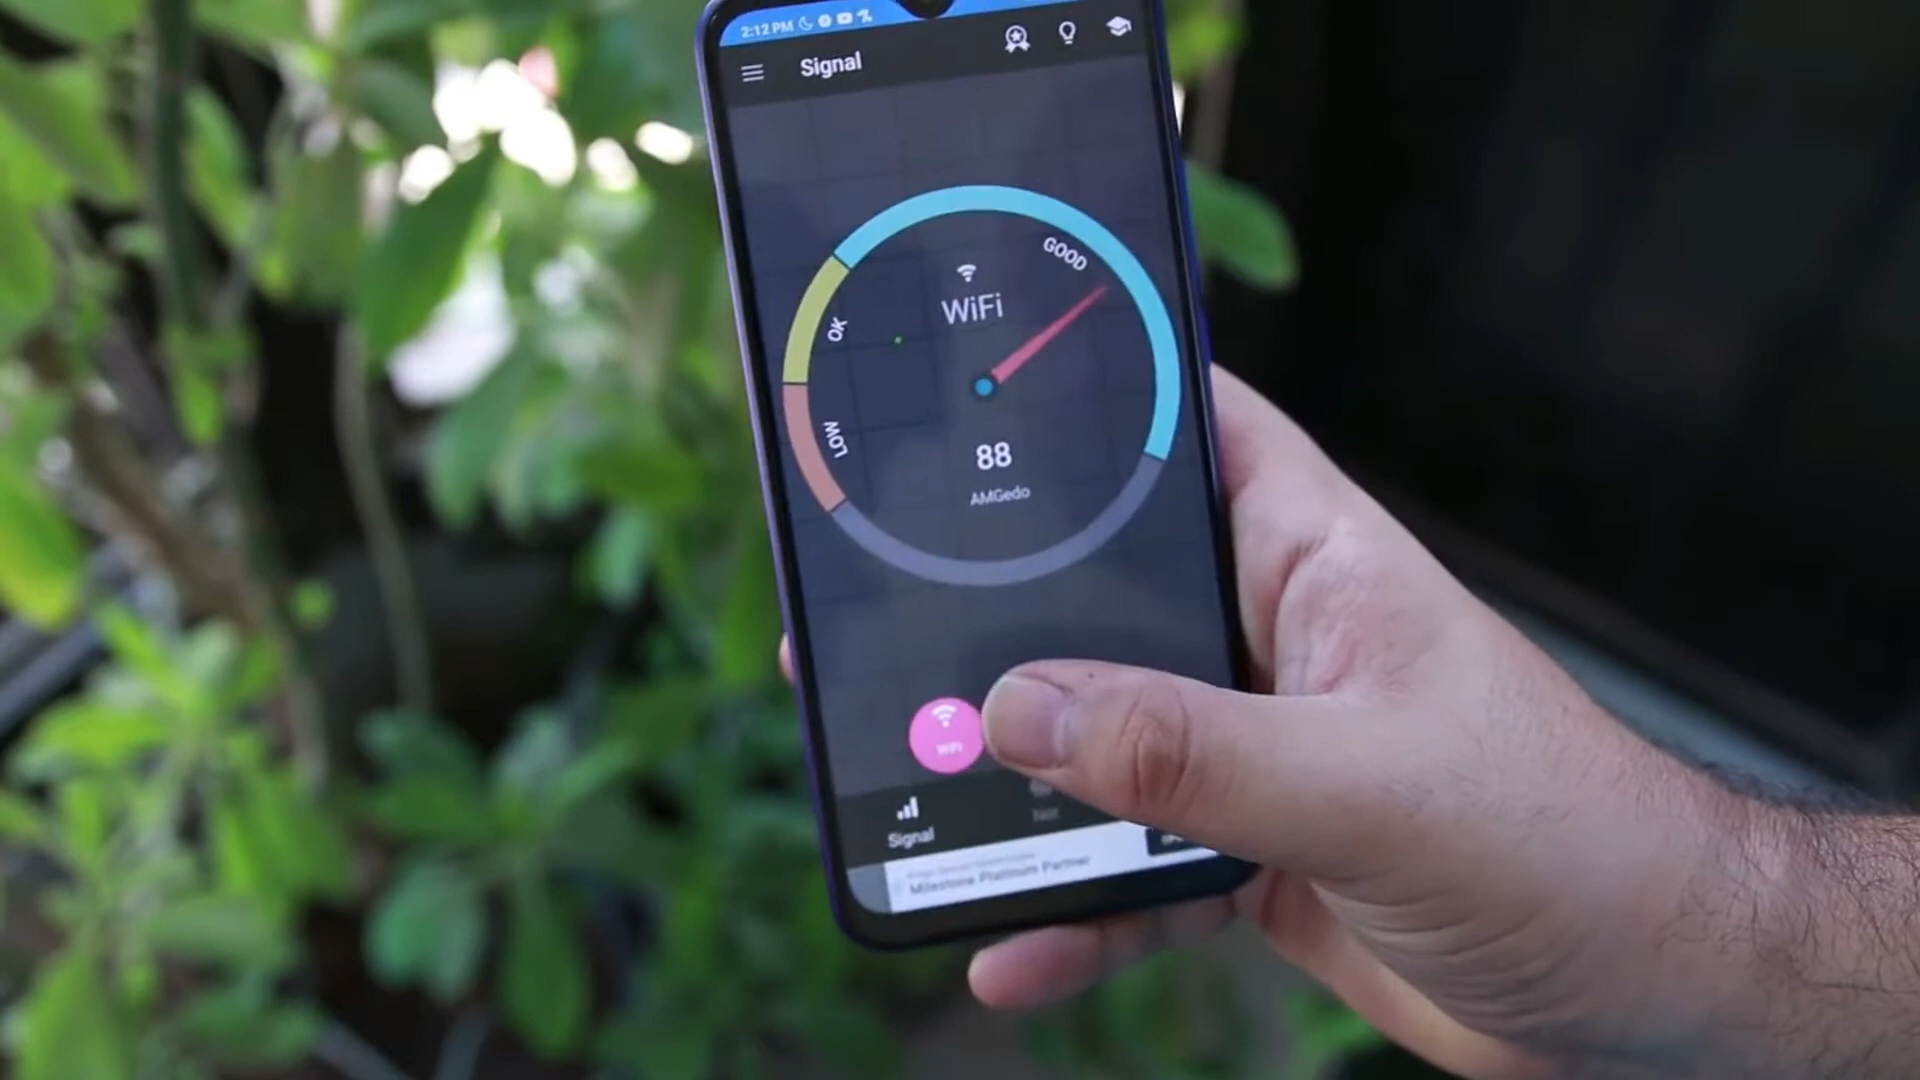 2:12 PM
Signal
GOOD
WiFi
OK
LOW
88
AMGedo
WiFi
Signal
Milestone Platinum Partner